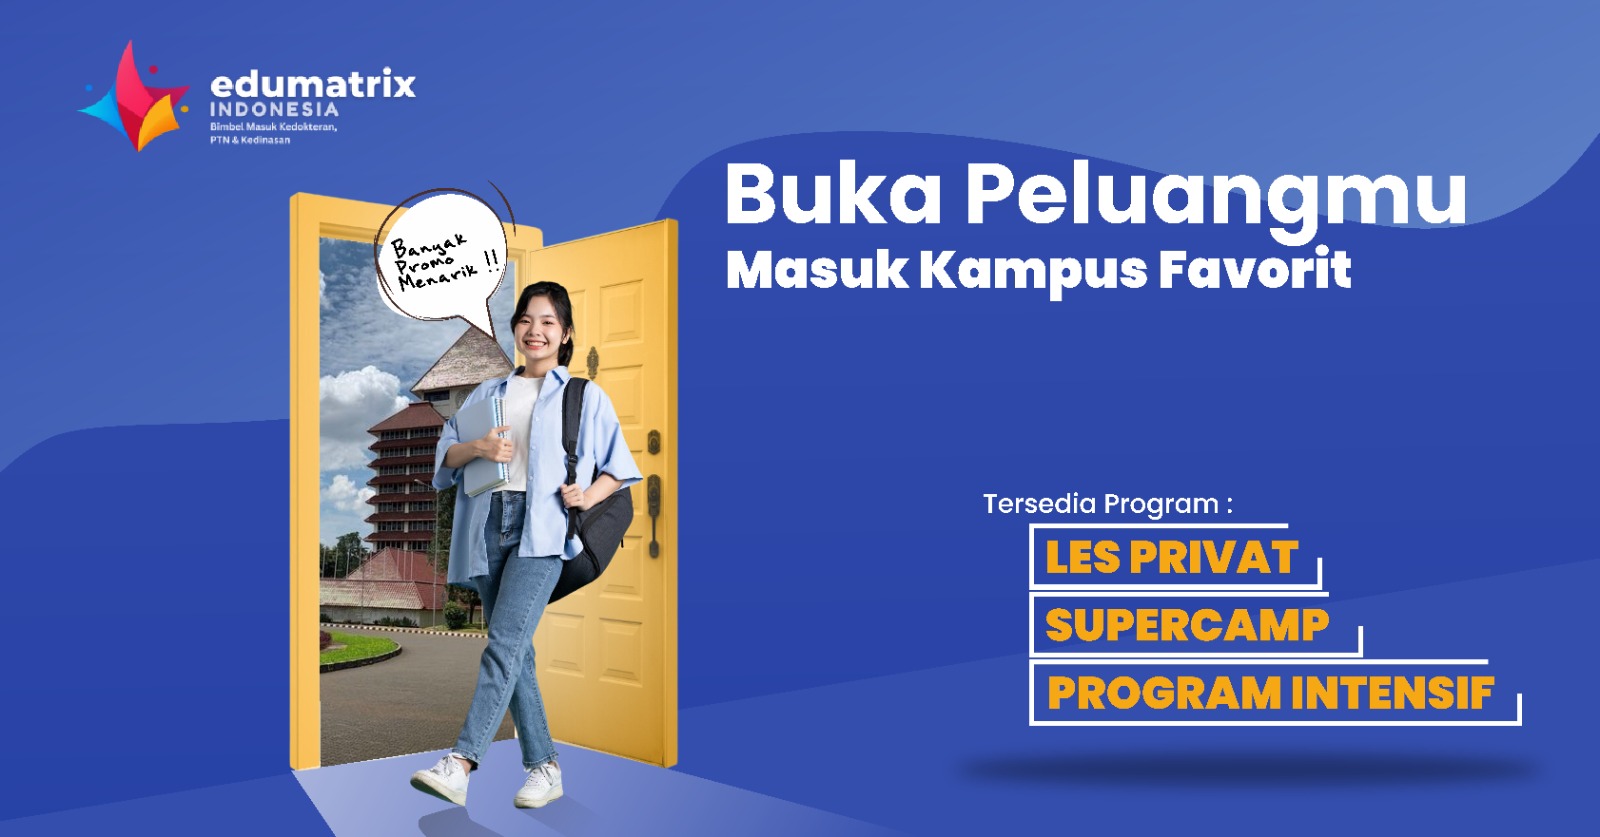 edumatrix
INDONESIA
Bimbel Masuk Kedokteran,
PTN & Kedinasan
Banyak
Promo
Menarik !!
Buka Peluangmu
Masuk Kampus Favorit
Tersedia Program :
LES PRIVAT
SUPERCAMP
PROGRAM INTENSIF